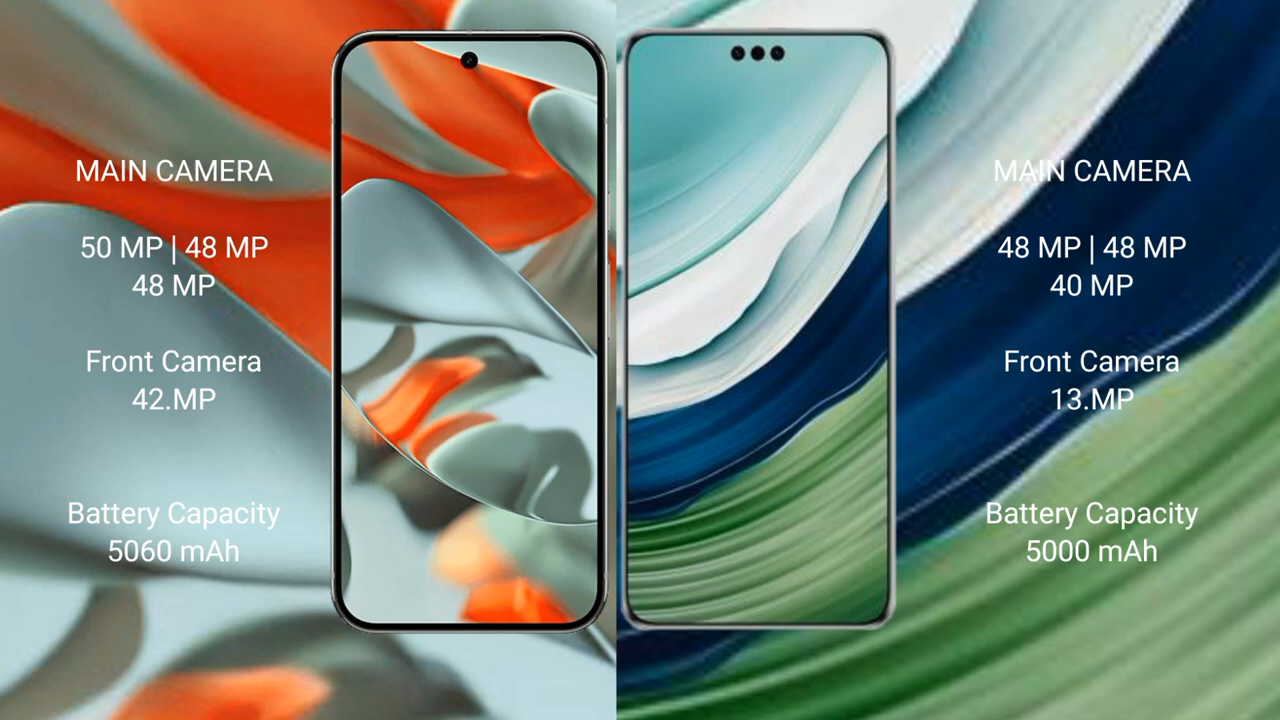 MAIN CAMERA
50 MP | 48 MP
48 MP
Front Camera
42.MP
Battery Capacity
5060 mAh
MAIN CAMERA
48 MP | 48 MP
40 MP
Front Camera
13.MP
Battery Capacity
5000 mAh